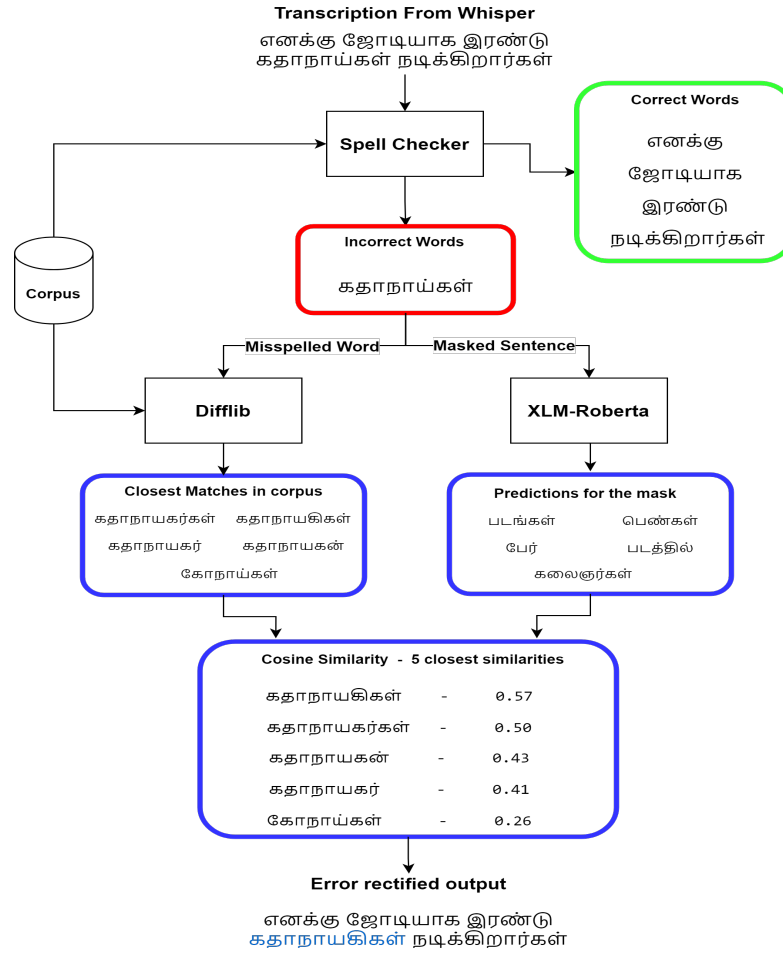 Transcription From Whisper
எனக்கு ஜோடியாக இரண்டு
கதாநாய்கள் நடிக்கிறார்கள்
Spell Checker
Correct Words
எனக்கு
ஜோடியாக
இரண்டு
நடிக்கிறார்கள்
Incorrect Words
கதாநாய்கள்
Corpus
Misspelled Word
Masked Sentence
Difflib
XLM-Roberta
Closest Matches in corpus
கதாநாயகர்கள் கதாநாயகிகள்
கதாநாயகர் கதாநாயகன்
கோநாய்கள்
Predictions for the mask
படங்கள் பெண்கள்
பேர் படத்தில்
கலைஞர்கள்
Cosine Similarity - 5 closest similarities
கதாநாயகிகள் - 0.57
கதாநாயகர்கள் - 0.50
கதாநாயகன் - 0.43
கதாநாயகர் - 0.41
கோநாய்கள் - 0.26
Error rectified output
எனக்கு ஜோடியாக இரண்டு
கதாநாயகிகள் நடிக்கிறார்கள்